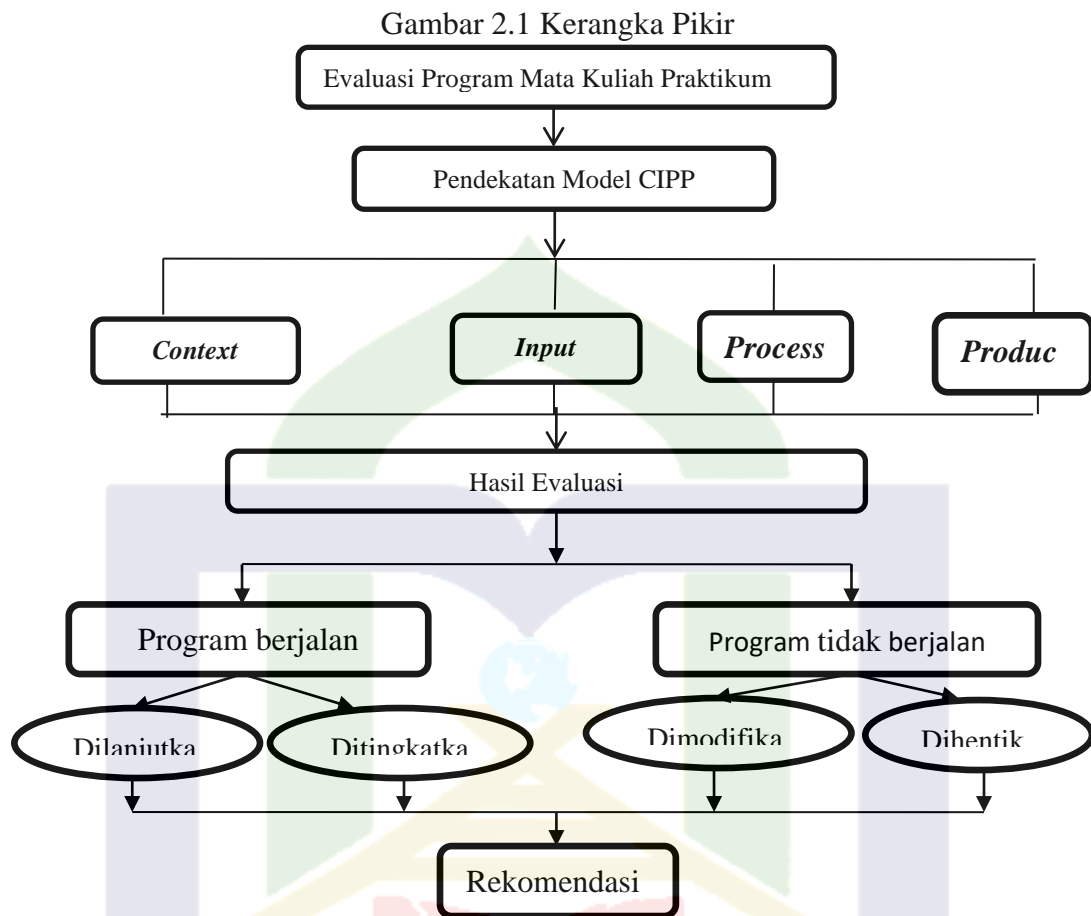 Gambar 2.1 Kerangka Pikir
Evaluasi Program Mata Kuliah Praktikum
Pendekatan Model CIPP
Context
Input
Process
Produc
Hasil Evaluasi
Program berjalan
Program tidak berjalan
Dilanjutka
Ditingkatka
Dimodifika
Dihentik
Rekomendasi